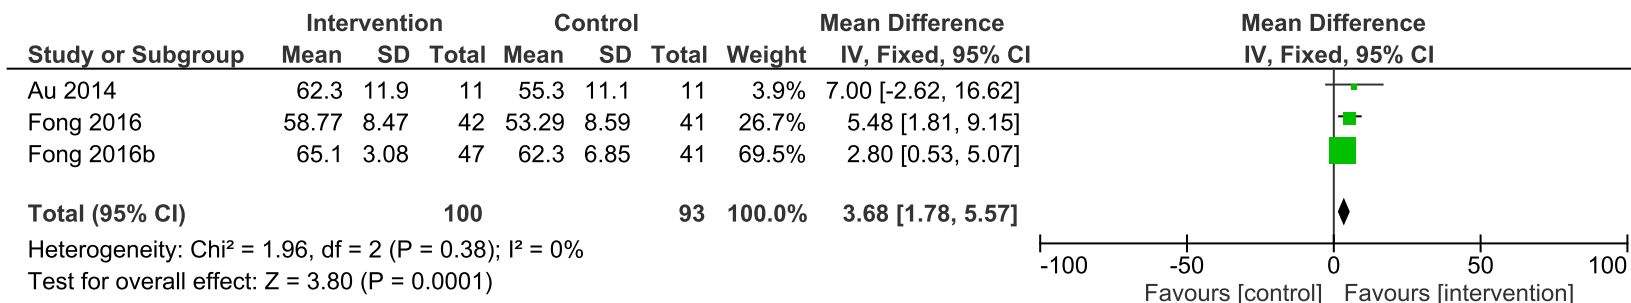 Intervention Control Mean Difference Mean Difference
Study or Subgroup Mean SD Total Mean SD Total Weight IV, Fixed, 95% CI IV, Fixed, 95% CI
Au 2014 62.3 11.9 11 55.3 11.1 11 3.9% 7.00 [-2.62, 16.62]
Fong 2016 58.77 8.47 42 53.29 8.59 41 26.7% 5.48 [1.81, 9.15]
Fong 2016b 65.1 3.08 47 62.3 6.85 41 69.5% 2.80 [0.53, 5.07]
Total (95% CI) 100 93 100.0% 3.68 [1.78, 5.57]
Heterogeneity: Chi² = 1.96, df = 2 (P = 0.38); I² = 0%
Test for overall effect: Z = 3.80 (P = 0.0001)
-100 -50 0 50 100
Favours [control] Favours [intervention]